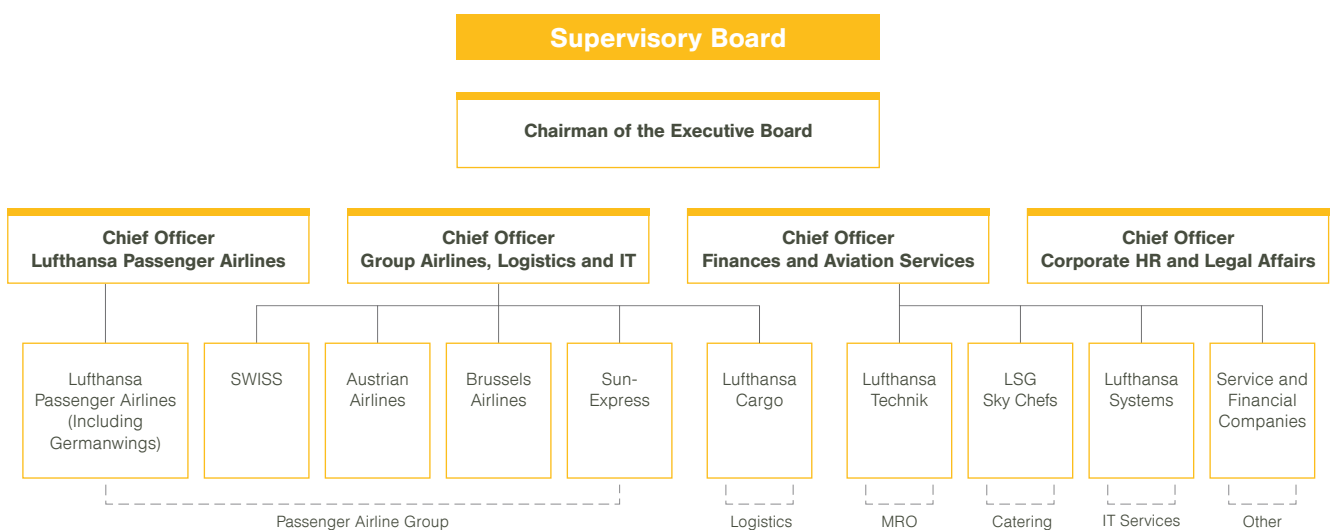 Supervisory Board
Chairman of the Executive Board
Chief Officer
Lufthansa Passenger Airlines
Chief Officer
Group Airlines, Logistics and IT
Chief Officer
Finances and Aviation Services
Chief Officer
Corporate HR and Legal Affairs
Lufthansa
Passenger Airlines
(Including
Germanwings)
SWISS
Austrian
Airlines
Brussels
Airlines
Sun-
Express
Lufthansa
Cargo
Lufthansa
Technik
LSG
Sky Chefs
Lufthansa
Systems
Service and
Financial
Companies
Passenger Airline Group
Logistics
MRO
Catering
IT Services
Other